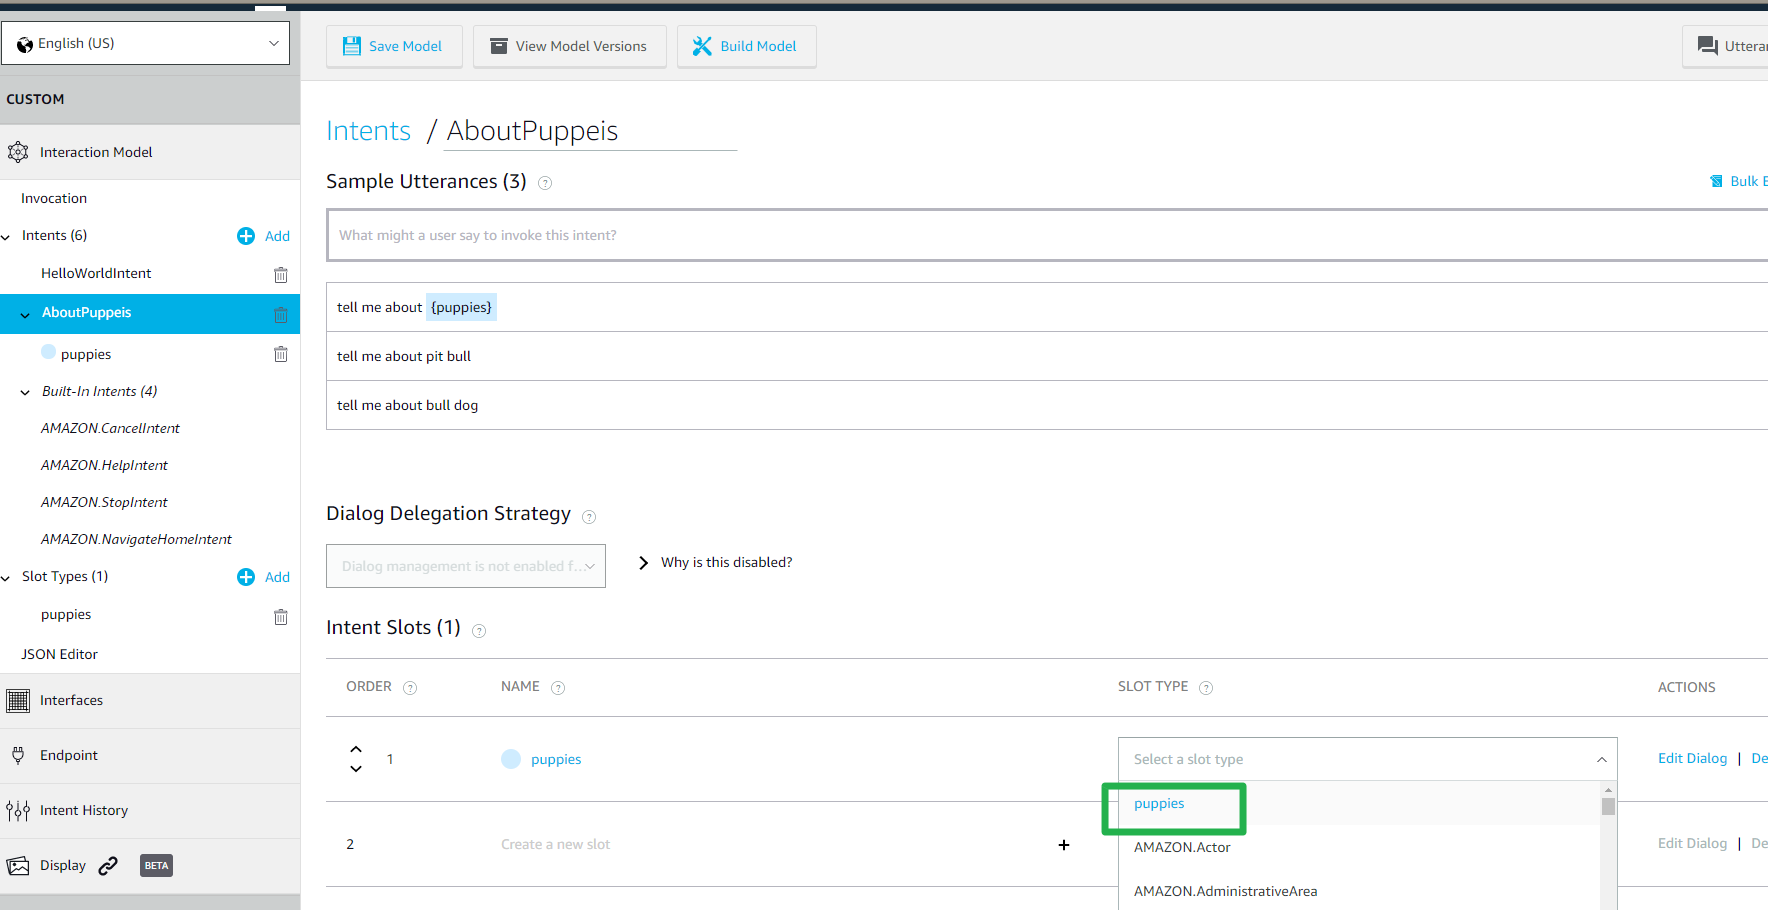 English (US)
Save Model
View Model Versions
Build Model
CUSTOM
Interaction Model
Invocation
Intents (6)
Add
HelloWorldIntent
AboutPuppeis
puppies
Built-In Intents (4)
AMAZON.CancelIntent
AMAZON.HelpIntent
AMAZON.StopIntent
AMAZON.NavigateHomeIntent
Slot Types (1)
Add
puppies
JSON Editor
Interfaces
Endpoint
Intent History
Display
BETA
Intents / AboutPuppeis
Sample Utterances (3) ?
Bulk
What might a user say to invoke this intent?
tell me about {puppies}
tell me about pit bull
tell me about bull dog
Dialog Delegation Strategy ?
Dialog management is not enabled f...
Why is this disabled?
Intent Slots (1) ?
ORDER ? NAME ? SLOT TYPE ? ACTIONS
1 puppies Select a slot type Edit Dialog |
puppies
2 Create a new slot + Edit Dialog |
AMAZON.Actor
AMAZON.AdministrativeArea